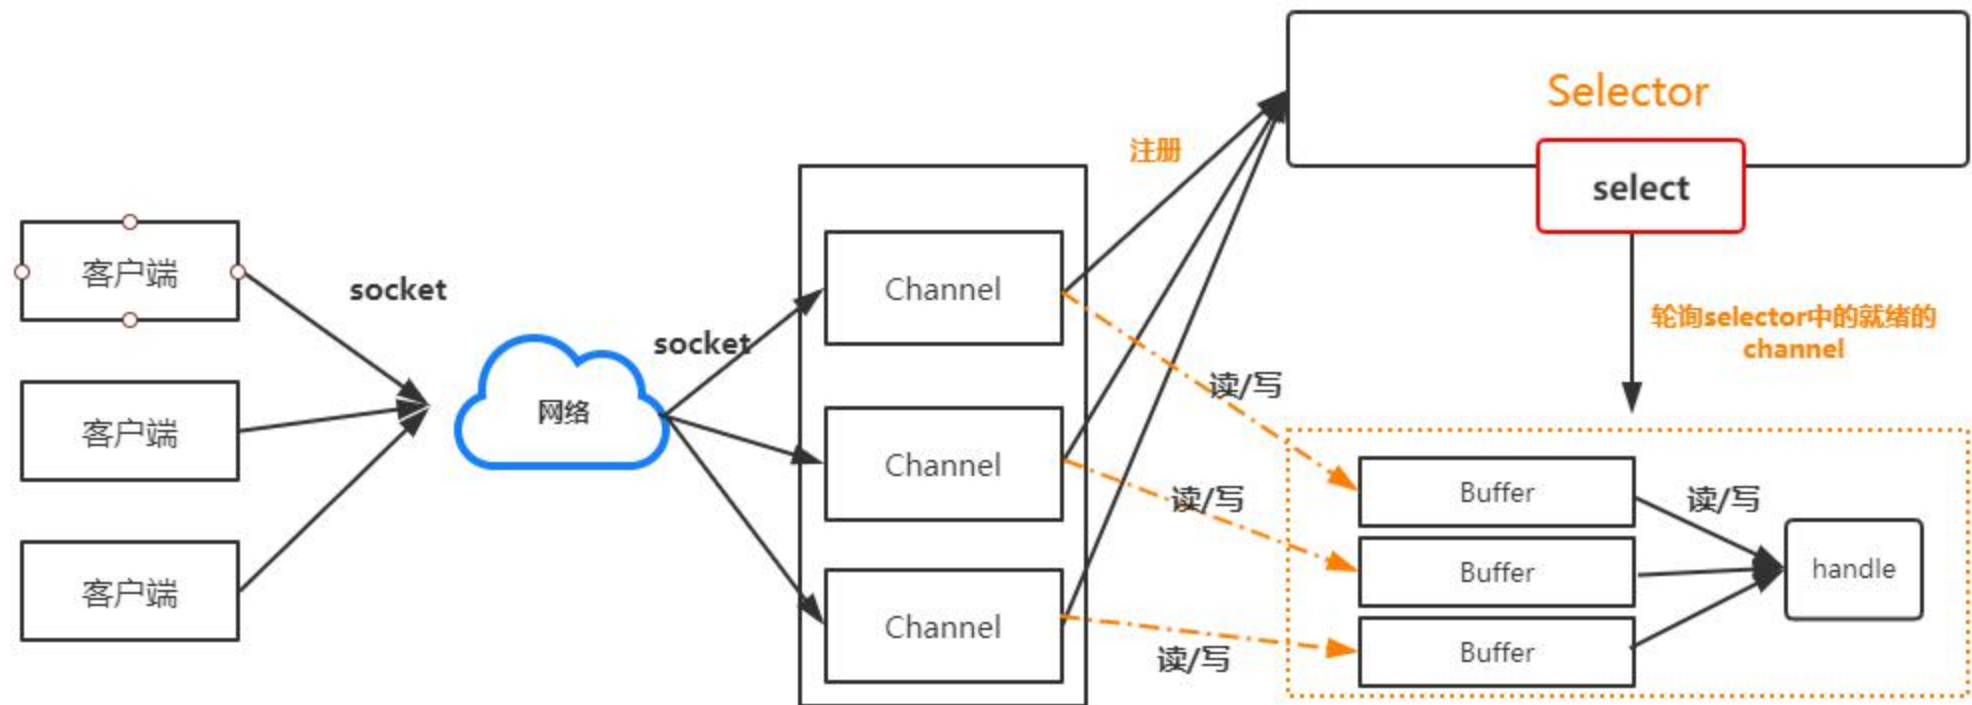 客户端
客户端
客户端
socket
网络
socket
Channel
Channel
Channel
注册
Selector
select
轮询selector中的就绪的
channel
读/写
读/写
读/写
Buffer
Buffer
Buffer
读/写
handle